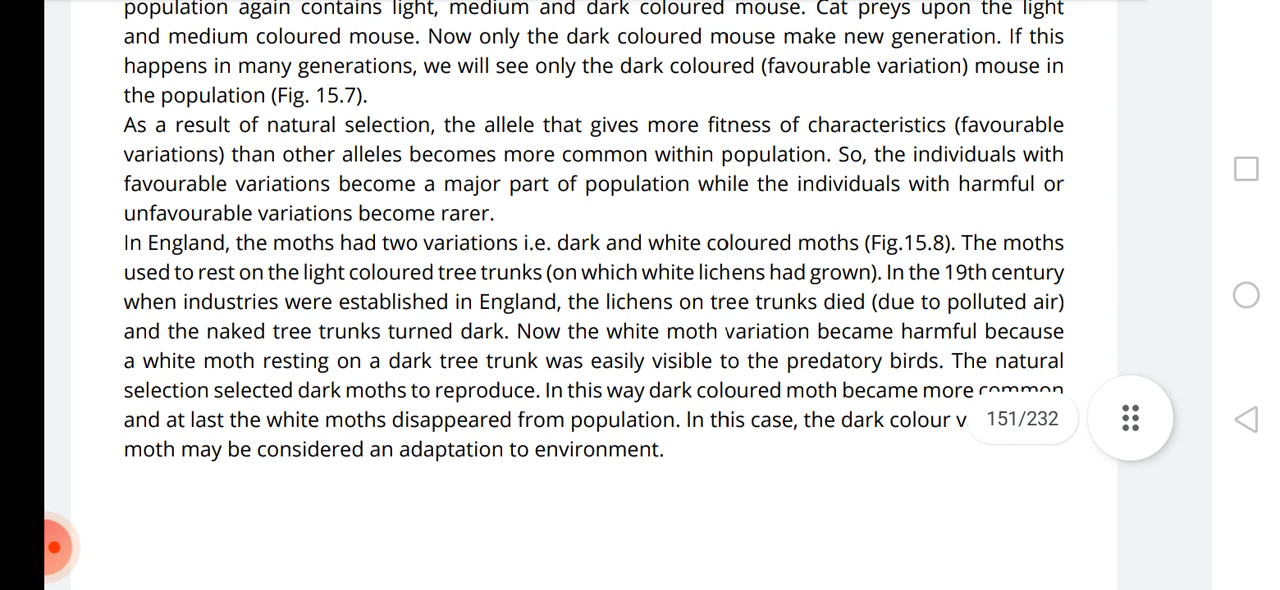 population again contains light, medium and dark coloured mouse. Cat preys upon the light
and medium coloured mouse. Now only the dark coloured mouse make new generation. If this
happens in many generations, we will see only the dark coloured (favourable variation) mouse in
the population (Fig. 15.7).
As a result of natural selection, the allele that gives more fitness of characteristics (favourable
variations) than other alleles becomes more common within population. So, the individuals with
favourable variations become a major part of population while the individuals with harmful or
unfavourable variations become rarer.
In England, the moths had two variations i.e. dark and white coloured moths (Fig.15.8). The moths
used to rest on the light coloured tree trunks (on which white lichens had grown). In the 19th century
when industries were established in England, the lichens on tree trunks died (due to polluted air)
and the naked tree trunks turned dark. Now the white moth variation became harmful because
a white moth resting on a dark tree trunk was easily visible to the predatory birds. The natural
selection selected dark moths to reproduce. In this way dark coloured moth became more common
and at last the white moths disappeared from population. In this case, the dark colour v
151/232
moth may be considered an adaptation to environment.